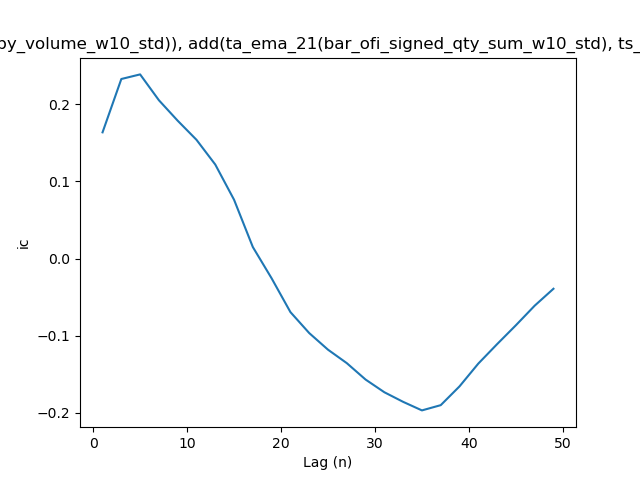 by_volume_w10_std)), add(ta_ema_21(bar_ofi_signed_qty_sum_w10_std), ts_
0.2
0.1
0.0
−0.1
−0.2
ic
0 10 20 30 40 50
Lag (n)